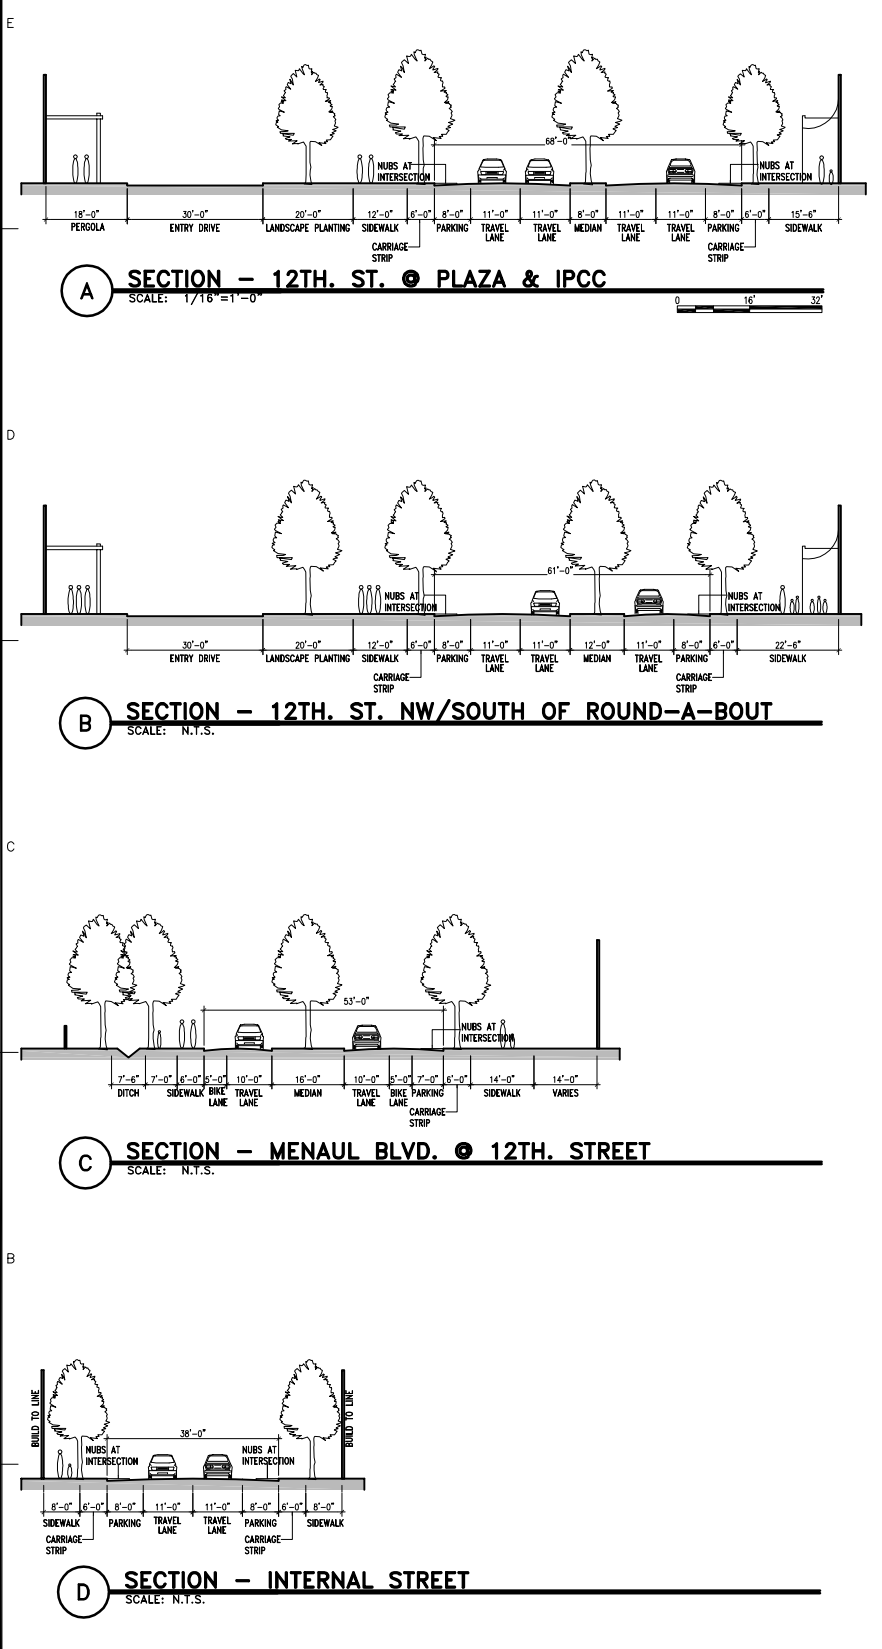 E
68'-0
NUBS AT
INTERSECTION
NUBS AT
INTERSECTION
18'-0" 30'-0" 20'-0" 12'-0" 6'-0" 8'-0" 11'-0" 11'-0" 8'-0" 11'-0" 11'-0" 8'-0" 6'-0" 15'-6"
PERGOLA ENTRY DRIVE LANDSCAPE PLANTING SIDEWALK PARKING TRAVEL LANE TRAVEL LANE MEDIAN TRAVEL LANE TRAVEL LANE PARKING SIDEWALK
CARRIAGE STRIP CARRIAGE STRIP
A SECTION - 12TH. ST. @ PLAZA & IPCC
SCALE: 1/16"=1'-0"
0 16' 32'
D
61'-0"
NUBS AT
INTERSECTION
NUBS AT
INTERSECTION
30'-0" 20'-0" 12'-0" 6'-0" 8'-0" 11'-0" 11'-0" 12'-0" 11'-0" 8'-0" 6'-0" 22'-6"
ENTRY DRIVE LANDSCAPE PLANTING SIDEWALK PARKING TRAVEL LANE TRAVEL LANE MEDIAN TRAVEL LANE PARKING SIDEWALK
CARRIAGE STRIP CARRIAGE STRIP
B SECTION - 12TH. ST. NW/SOUTH OF ROUND-A-BOUT
SCALE: N.T.S.
C
53'-0"
NUBS AT
INTERSECTION
7'-6" 7'-0" 6'-0" 5'-0" 10'-0" 16'-0" 10'-0" 5'-0" 7'-0" 6'-0" 14'-0" 14'-0"
DITCH SIDEWALK BIKE LANE TRAVEL LANE MEDIAN TRAVEL LANE BIKE LANE PARKING SIDEWALK VARIES
CARRIAGE STRIP
C SECTION - MENAUL BLVD. @ 12TH. STREET
SCALE: N.T.S.
B
BUILD TO LINE
BUILD TO LINE
38'-0"
NUBS AT
INTERSECTION
NUBS AT
INTERSECTION
8'-0" 6'-0" 8'-0" 11'-0" 11'-0" 8'-0" 6'-0" 8'-0"
SIDEWALK PARKING TRAVEL LANE TRAVEL LANE PARKING SIDEWALK
CARRIAGE STRIP CARRIAGE STRIP
D SECTION - INTERNAL STREET
SCALE: N.T.S.